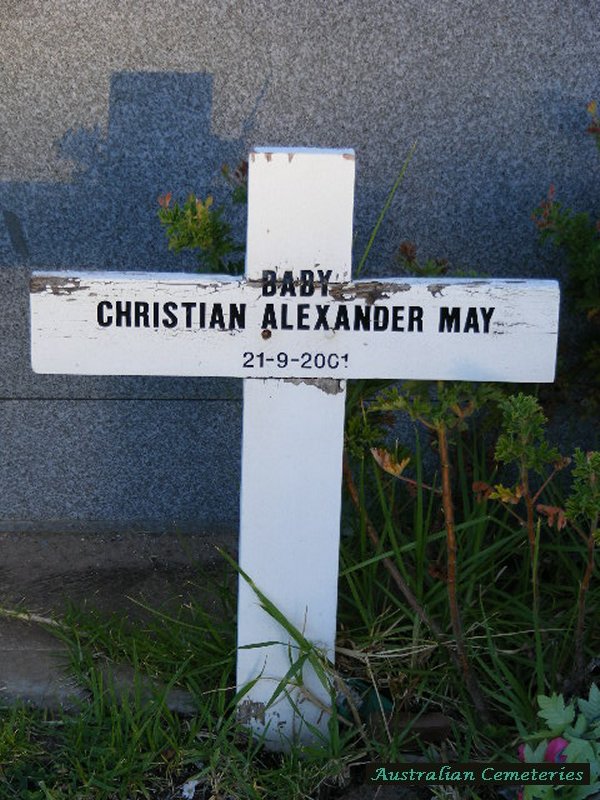 BABY
CHRISTIAN ALEXANDER MAY
21-9-2001
Australian Cemeteries